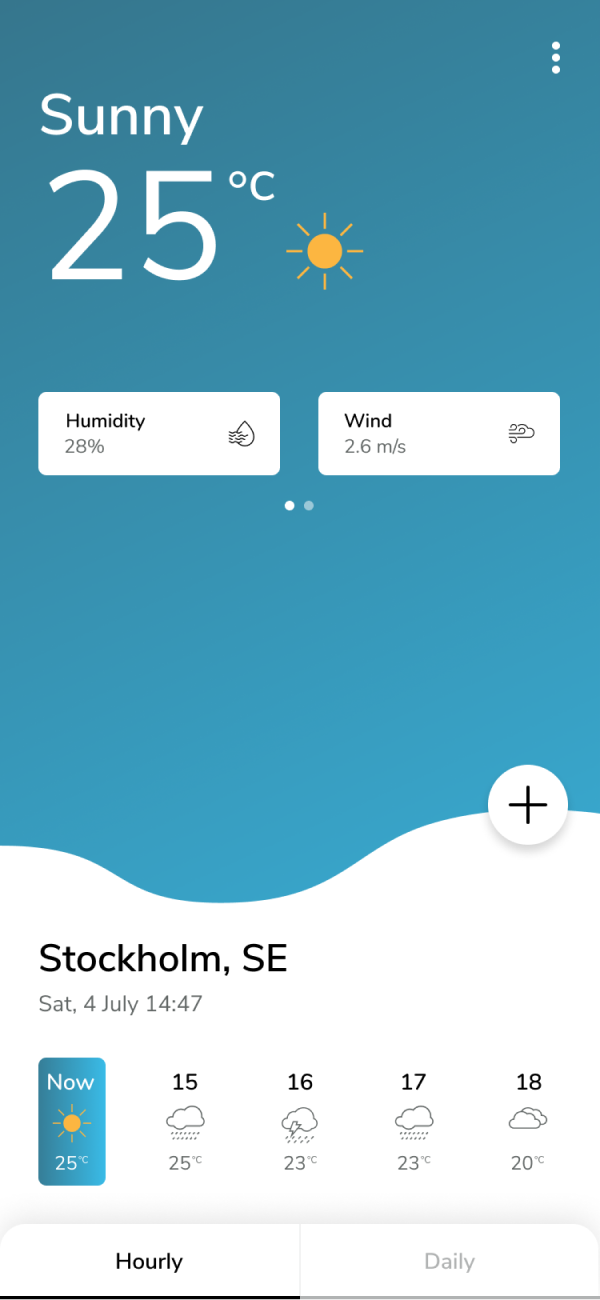 Sunny
25 °C
Humidity
28%
Wind
2.6 m/s
Stockholm, SE
Sat, 4 July 14:47
Now 15 16 17 18
25°C 25°C 23°C 23°C 20°C
Hourly Daily